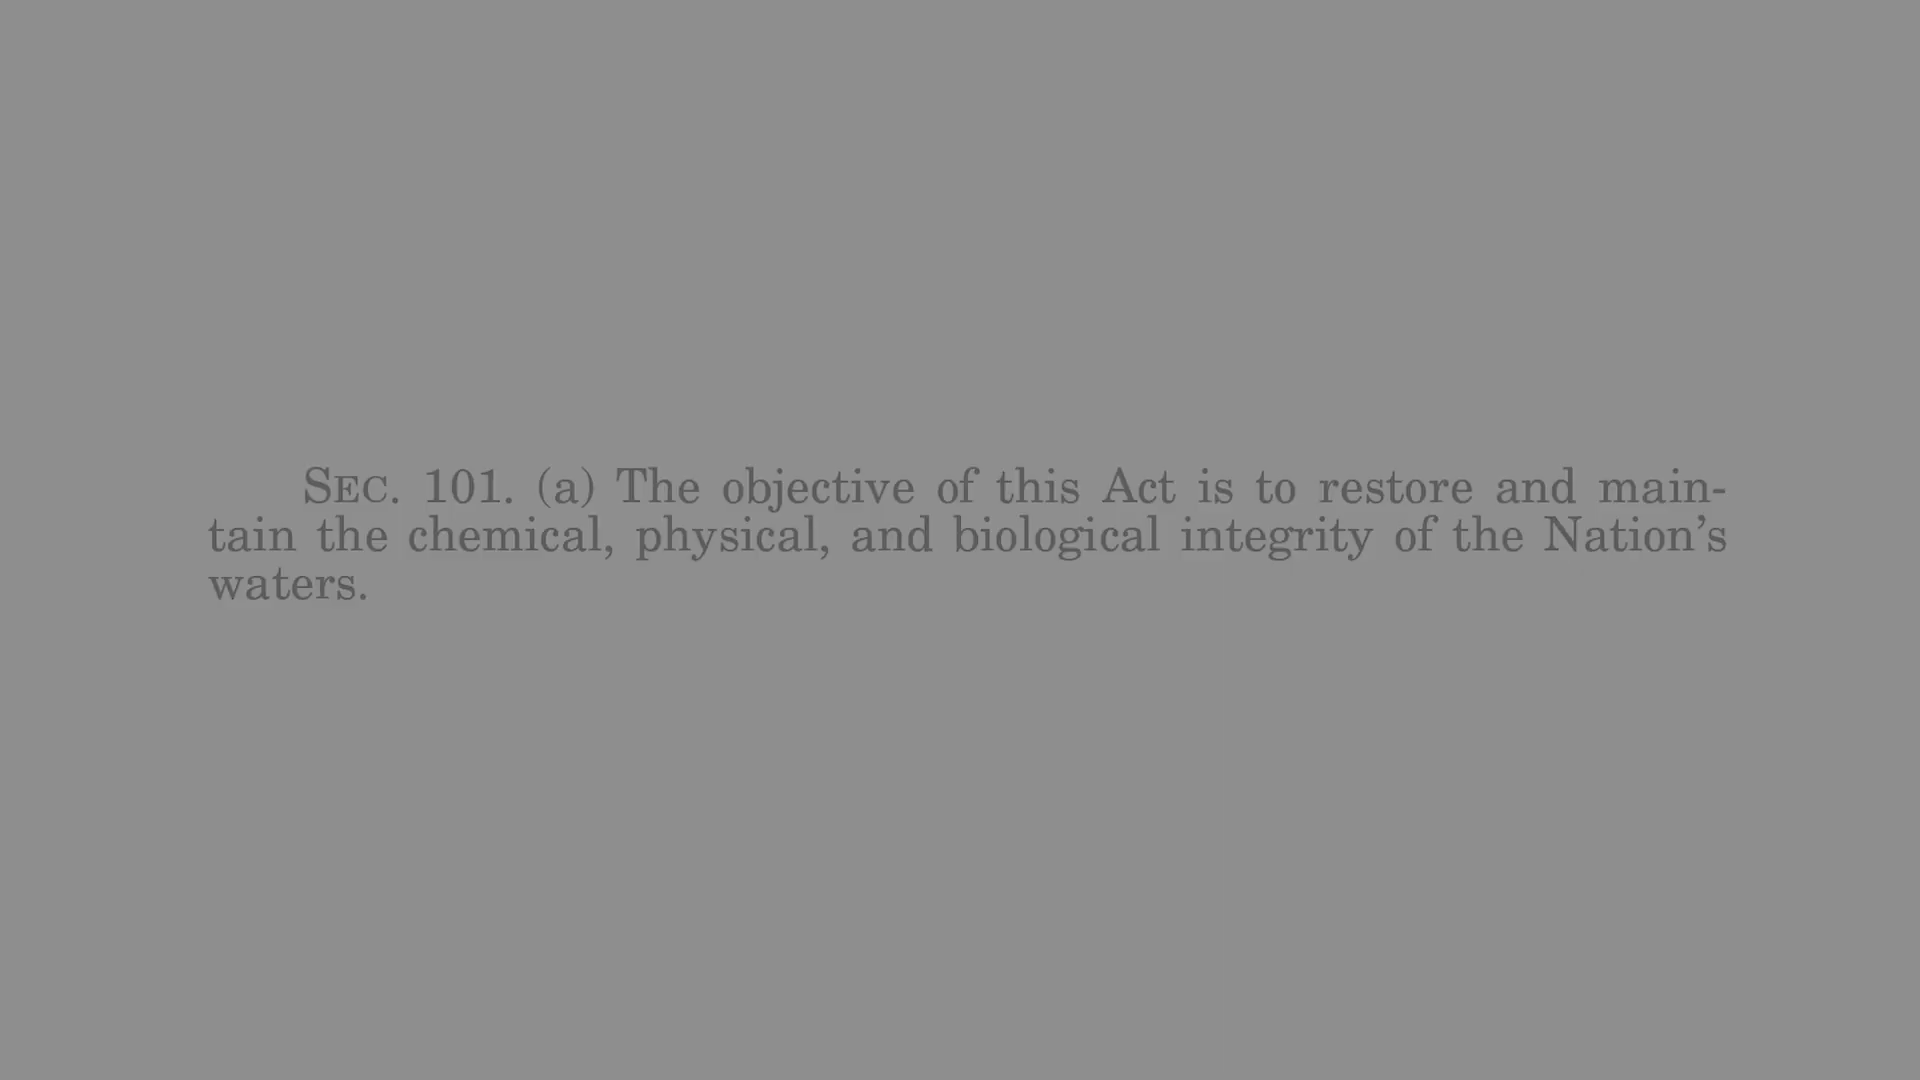 SEC. 101. (a) The objective of this Act is to restore and main-
tain the chemical, physical, and biological integrity of the Nation’s
waters.